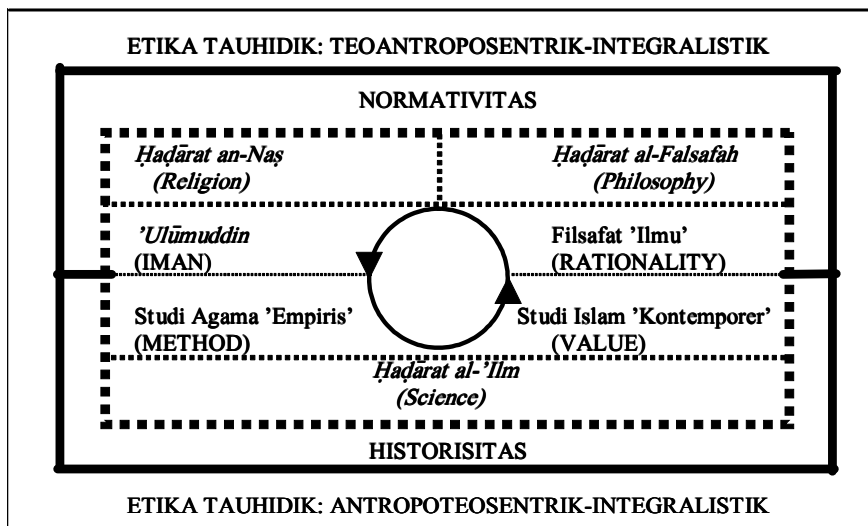 ETIKA TAUHIDIK: TEOANTROPOSENTRIK-INTEGRALISTIK
NORMATIVITAS
Ḥaḍārat an-Naṣ
(Religion)
Ḥaḍārat al-Falsafah
(Philosophy)
’Ulūmuddin
(IMAN)
Filsafat ’Ilmu’
(RATIONALITY)
Studi Agama ’Empiris’
(METHOD)
Studi Islam ’Kontemporer’
(VALUE)
Ḥaḍārat al-’Ilm
(Science)
HISTORISITAS
ETIKA TAUHIDIK: ANTROPOTEOSENTRIK-INTEGRALISTIK